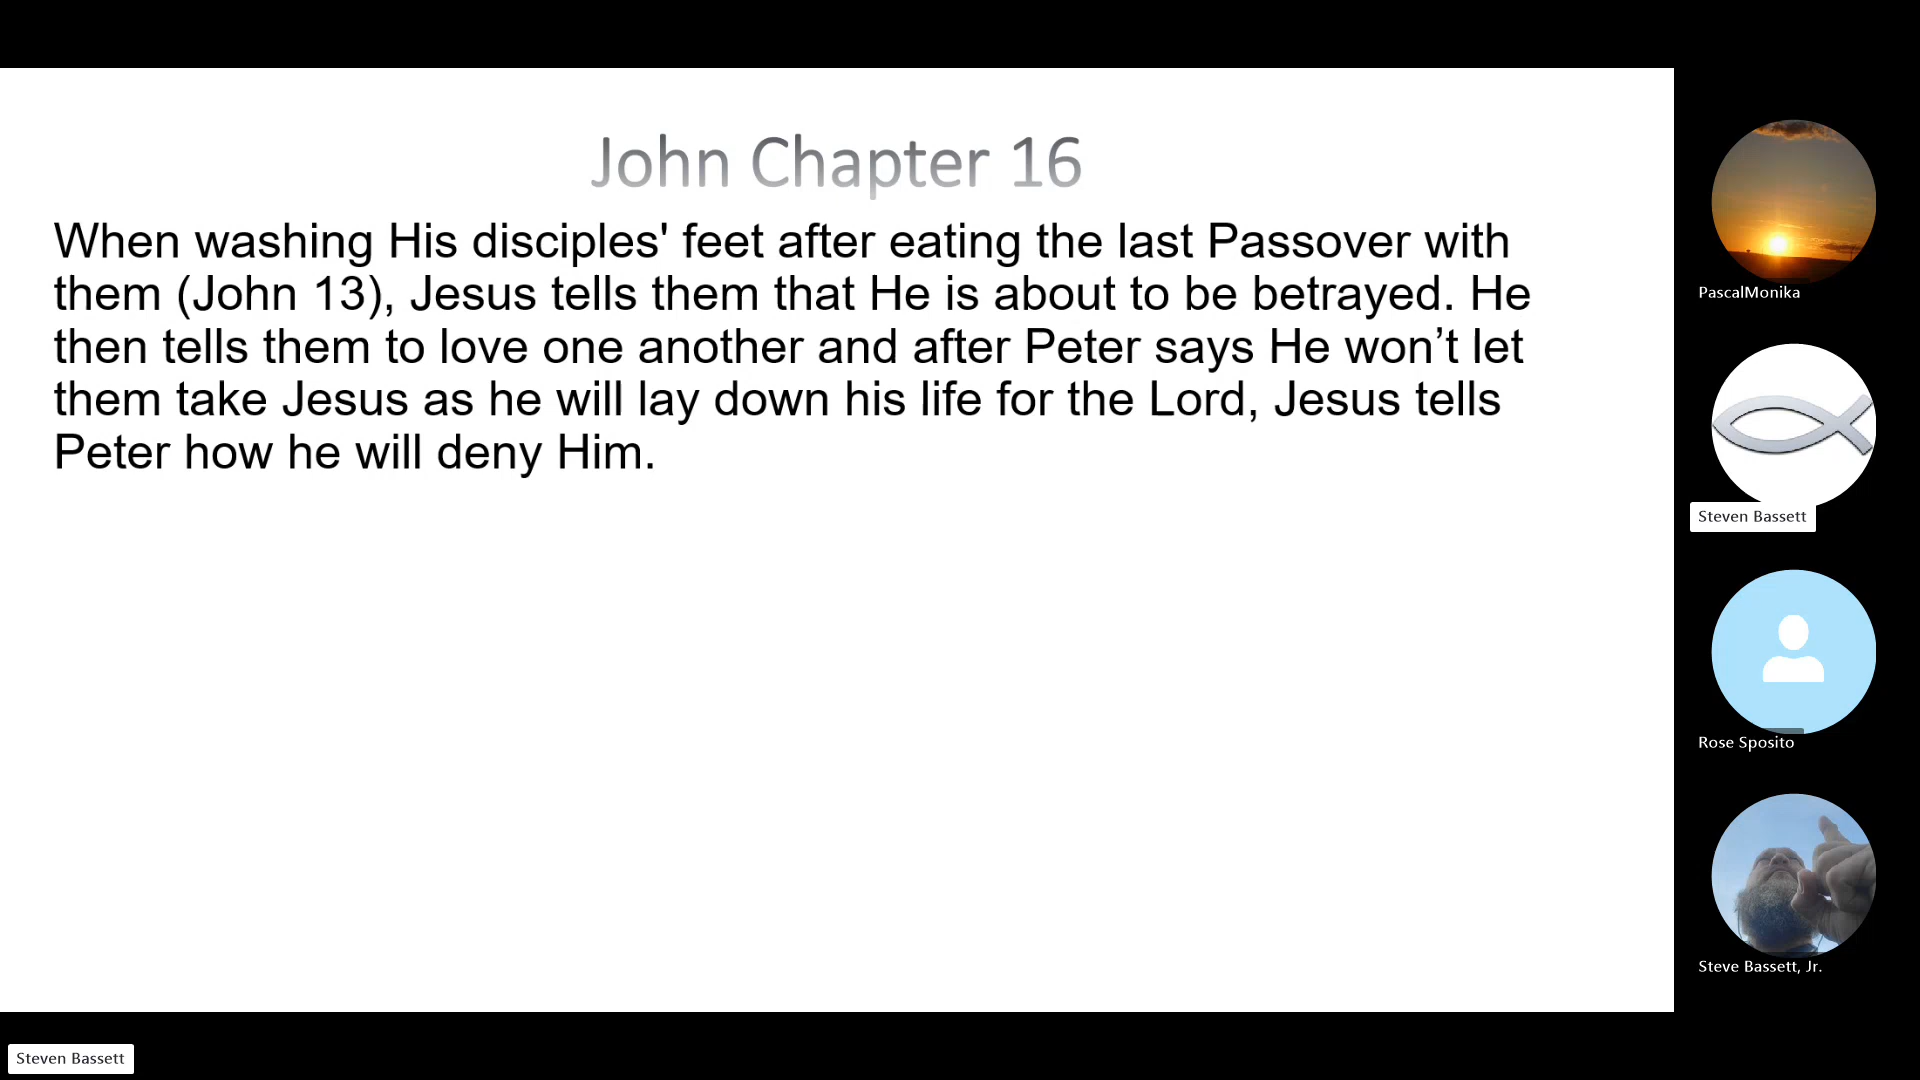 John Chapter 16
When washing His disciples' feet after eating the last Passover with
them (John 13), Jesus tells them that He is about to be betrayed. He
then tells them to love one another and after Peter says He won’t let
them take Jesus as he will lay down his life for the Lord, Jesus tells
Peter how he will deny Him.
PascalMonika
Steven Bassett
Rose Sposito
Steve Bassett, Jr.
Steven Bassett